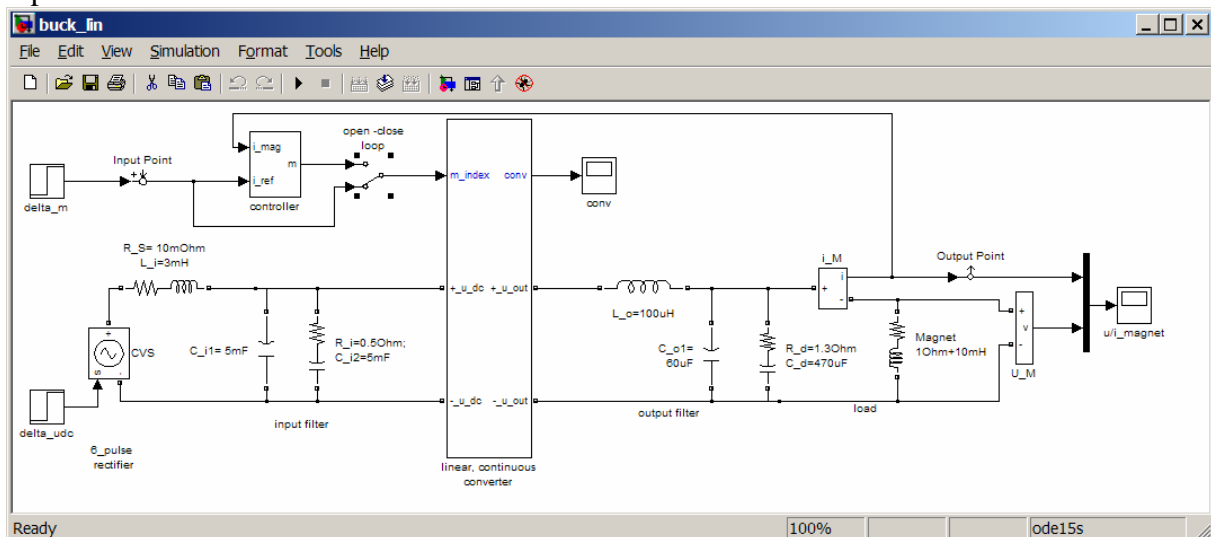 buck_lin
File Edit View Simulation Format Tools Help
open -close
loop
Input Point
i_mag
m
i_ref
controller
delta_m
m_index conv
conv
R_S= 10mOhm
L_i=3mH
+_u_dc +_u_out
i_M
i
+
-
Output Point
L_o=100uH
+
CVS
s
-
C_i1= 5mF
R_i=0.5Ohm;
C_i2=5mF
C_o1=
60uF
R_d=1.3Ohm
C_d=470uF
Magnet
1Ohm+10mH
+
v
-
U_M
u/i_magnet
delta_udc
-_u_dc -_u_out
input filter
output filter
load
6_pulse
rectifier
linear, continuous
converter
Ready 100% ode15s